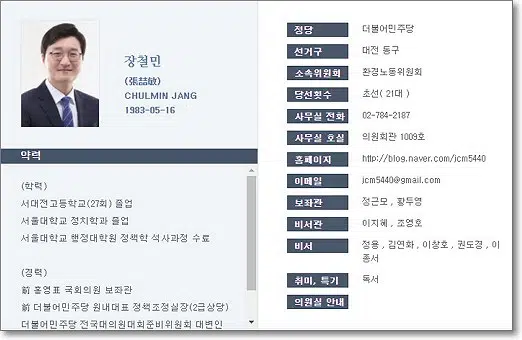 장철민
(張喆敏)
CHULMIN JANG
1983-05-16
약력
(학력)
서대전고등학교(27회) 졸업
서울대학교 정치학과 졸업
서울대학교 행정대학원 정책학 석사과정 수료
(경력)
前 홍영표 국회의원 보좌관
前 더불어민주당 원내대표 정책조정실장(2급상당)
더불어민주당 전국대의원대회준비위원회 대변인
정당 더불어민주당
선거구 대전 동구
소속위원회 환경노동위원회
당선횟수 초선( 21대 )
사무실 전화 02-784-2187
사무실 호실 의원회관 1009호
홈페이지 http://blog.naver.com/jcm5440
이메일 jcm5440@gmail.com
보좌관 정근모 , 황두영
비서관 이지혜 , 조영호
비서 정용 , 김연화 , 이창호 , 권도경 , 이
종서
취미, 특기 독서
의원실 안내